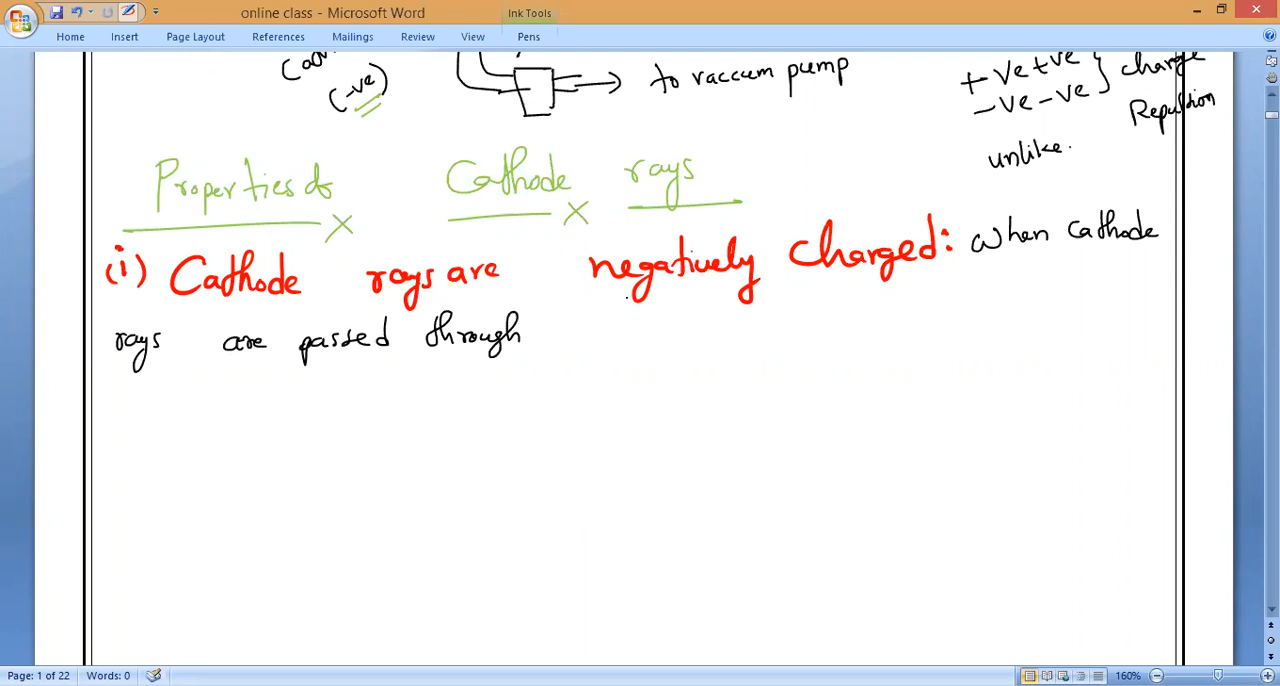 online class - Microsoft Word
Ink Tools
Home Insert Page Layout References Mailings Review View Pens
(-ve)
to vaccum pump
+ve +ve } charge
-ve -ve Repulsion
unlike.
Properties of Cathode rays
(i) Cathode rays are negatively charged: when cathode
rays are passed through
Page: 1 of 22 Words: 0 160%